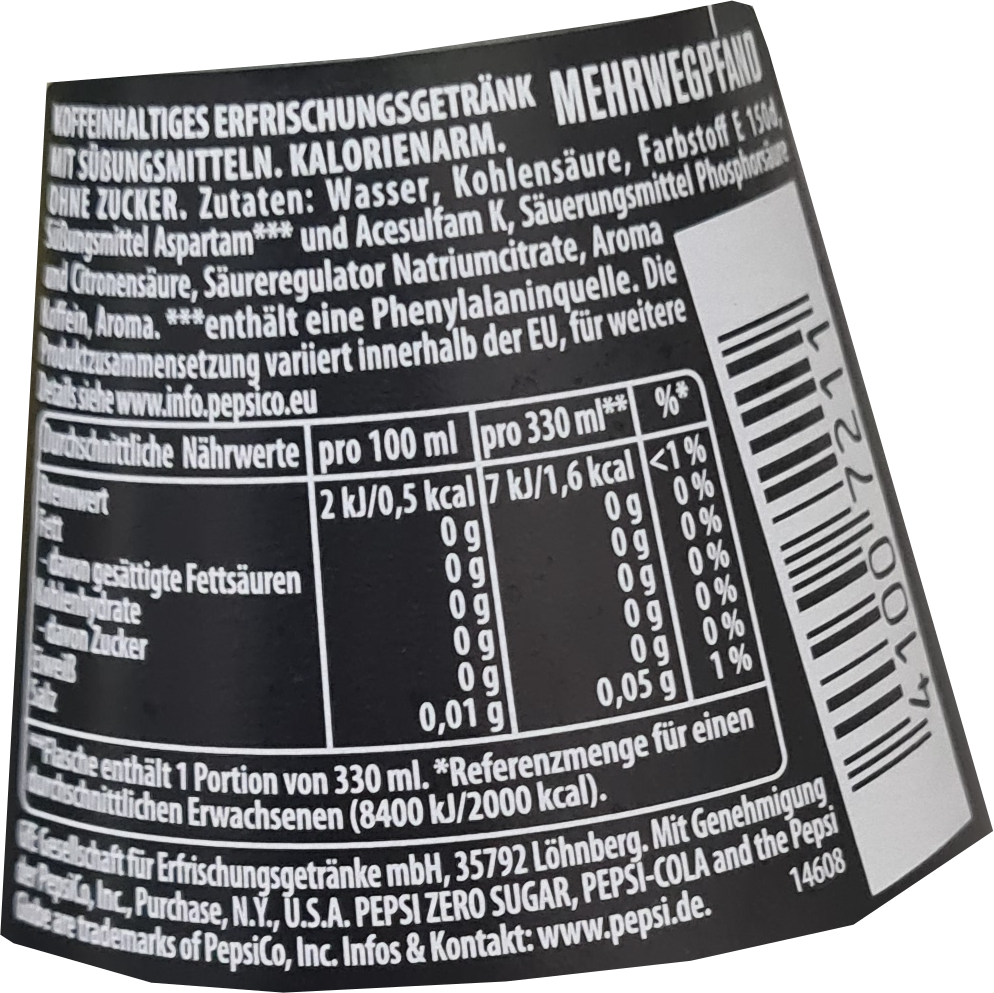 KOFFEINHALTIGES ERFRISCHUNGSGETRÄNK MEHRWEGPFAND
MIT SÜßUNGSMITTELN. KALORIENARM.
OHNE ZUCKER. Zutaten: Wasser, Kohlensäure, Farbstoff E 150d,
Süßungsmittel Aspartam*** und Acesulfam K, Säuerungsmittel Phosphorsäure
und Citronensäure, Säureregulator Natriumcitrate, Aroma
Koffein, Aroma. ***enthält eine Phenylalaninquelle. Die
Produktzusammensetzung variiert innerhalb der EU, für weitere
Details siehe www.info.pepsico.eu
Durchschnittliche Nährwerte pro 100 ml pro 330 ml** %*
Brennwert 2 kJ/0,5 kcal 7 kJ/1,6 kcal <1 %
Fett 0 g 0 g 0 %
- davon gesättigte Fettsäuren 0 g 0 g 0 %
Kohlenhydrate 0 g 0 g 0 %
- davon Zucker 0 g 0 g 0 %
Eiweiß 0 g 0 g 0 %
Salz 0,01 g 0,05 g 1 %
**Flasche enthält 1 Portion von 330 ml. *Referenzmenge für einen
durchschnittlichen Erwachsenen (8400 kJ/2000 kcal).
Gesellschaft für Erfrischungsgetränke mbH, 35792 Löhnberg. Mit Genehmigung
der PepsiCo, Inc., Purchase, N.Y., U.S.A. PEPSI ZERO SUGAR, PEPSI-COLA and the Pepsi
Globe are trademarks of PepsiCo, Inc. Infos & Kontakt: www.pepsi.de.
14608